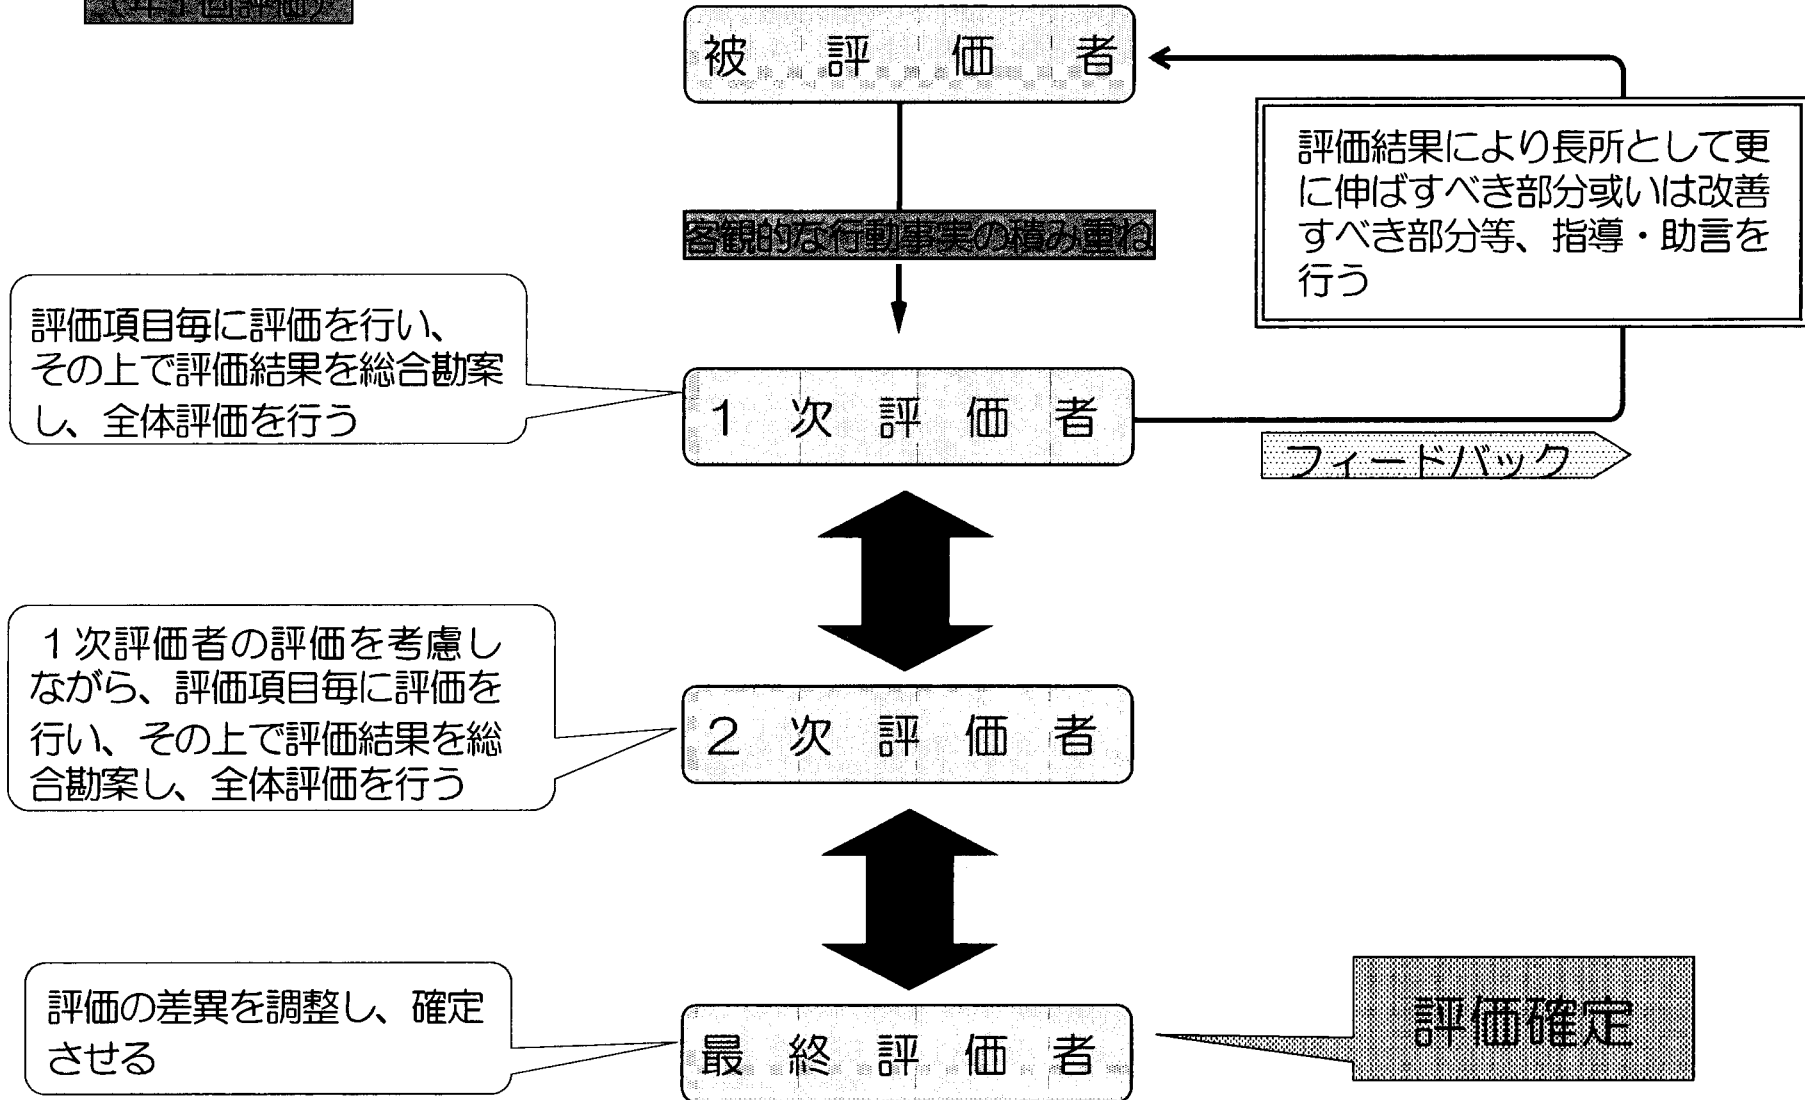 (年1回評価)
被評価者
評価結果により長所として更
に伸ばすべき部分或いは改善
すべき部分等、指導・助言を
行う
客観的な行動事実の積み重ね
評価項目毎に評価を行い、
その上で評価結果を総合勘案
し、全体評価を行う
1次評価者
フィードバック
1次評価者の評価を考慮し
ながら、評価項目毎に評価を
行い、その上で評価結果を総
合勘案し、全体評価を行う
2次評価者
評価の差異を調整し、確定
させる
最終評価者
評価確定